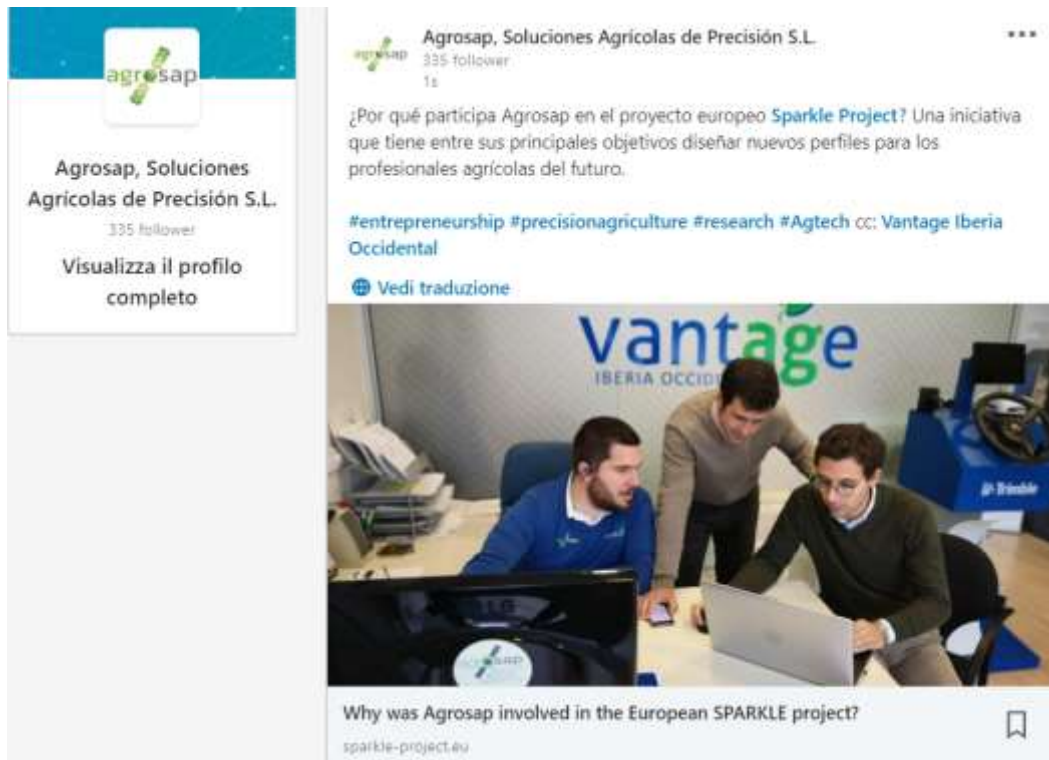 agrosap
Agrosap, Soluciones
Agrícolas de Precisión S.L.
335 follower
Visualizza il profilo
completo
agrosap
Agrosap, Soluciones Agrícolas de Precisión S.L.
335 follower
1s
¿Por qué participa Agrosap en el proyecto europeo Sparkle Project? Una iniciativa
que tiene entre sus principales objetivos diseñar nuevos perfiles para los
profesionales agrícolas del futuro.
#entrepreneurship #precisionagriculture #research #Agtech cc: Vantage Iberia
Occidental
Vedi traduzione
vantage
IBERIA OCCID
Trimble
agrosap
Why was Agrosap involved in the European SPARKLE project?
sparkle-project.eu